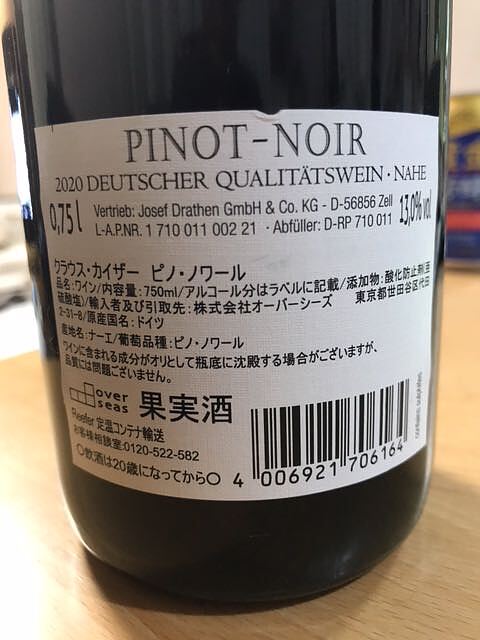 PINOT-NOIR
2020 DEUTSCHER QUALITÄTSWEIN · NAHE
0,75 l
Vertrieb: Josef Drathen GmbH & Co. KG - D-56856 Zell
L-A.P.NR. 1 710 011 002 21 · Abfüller: D-RP 710 011
13,0% vol
クラウス・カイザー ピノ・ノワール
品名:ワイン/内容量:750ml/アルコール分はラベルに記載/添加物:酸化防止剤(亜
硫酸塩)/輸入者及び引取先:株式会社オーバーシーズ 東京都世田谷区代田
2-31-8/原産国名:ドイツ
産地名:ナーエ/葡萄品種:ピノ・ノワール
ワインに含まれる成分がオリとして瓶底に沈殿する場合がございますが、
品質には問題ございません。
over
seas
果実酒
Reefer 定温コンテナ輸送
お客様相談室:0120-522-582
○飲酒は20歳になってから○
4 006921 706164
contains sulphites